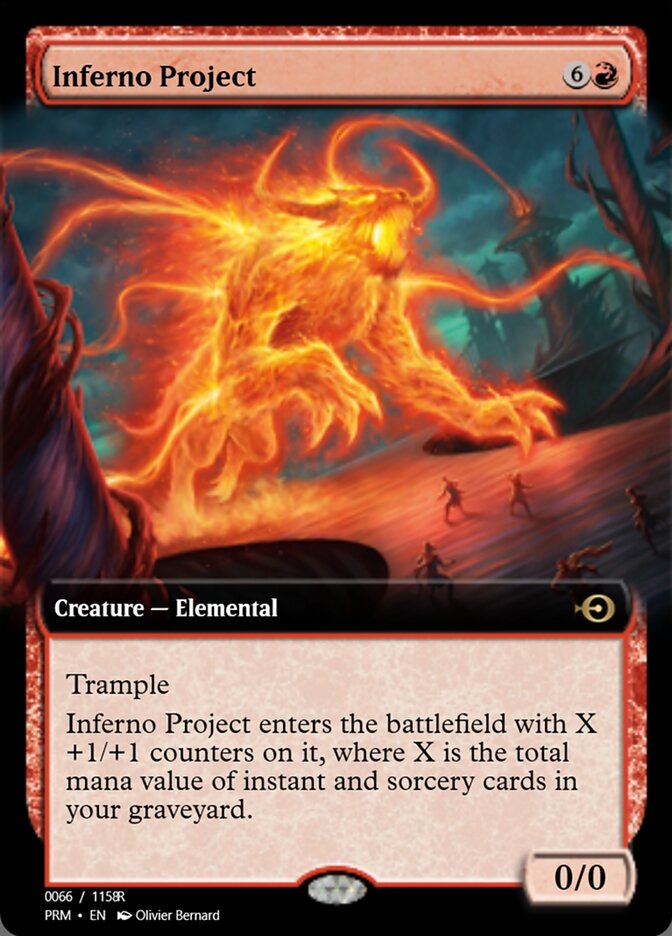 Inferno Project 6
Creature — Elemental
Trample
Inferno Project enters the battlefield with X
+1/+1 counters on it, where X is the total
mana value of instant and sorcery cards in
your graveyard.
0/0
0066 / 1158R
PRM • EN Olivier Bernard